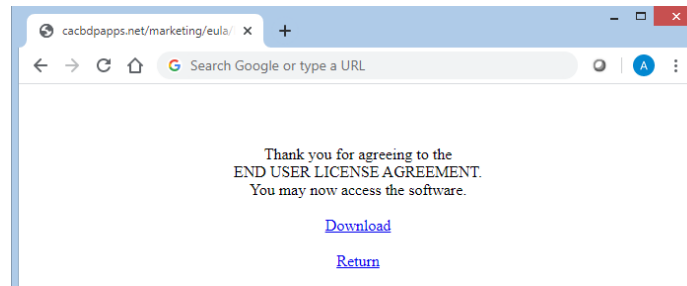 cacbdpapps.net/marketing/eula/
Search Google or type a URL
A
Thank you for agreeing to the
END USER LICENSE AGREEMENT.
You may now access the software.
Download
Return